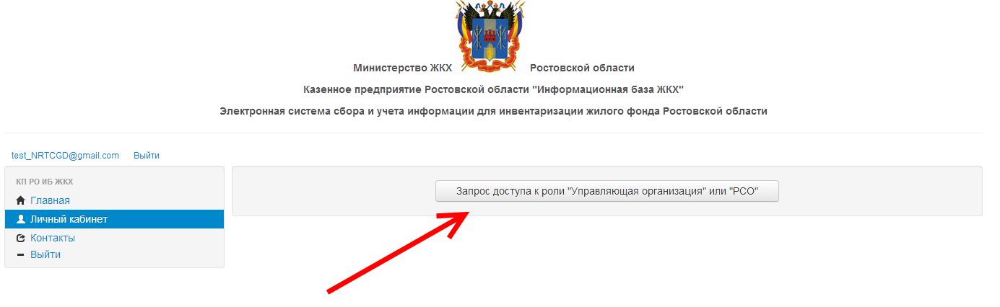 Министерство ЖКХ Ростовской области
Казенное предприятие Ростовской области "Информационная база ЖКХ"
Электронная система сбора и учета информации для инвентаризации жилого фонда Ростовской области
test_NRTCGD@gmail.com Выйти
КП РО ИБ ЖКХ
Главная
Личный кабинет
Контакты
Выйти
Запрос доступа к роли "Управляющая организация" или "РСО"